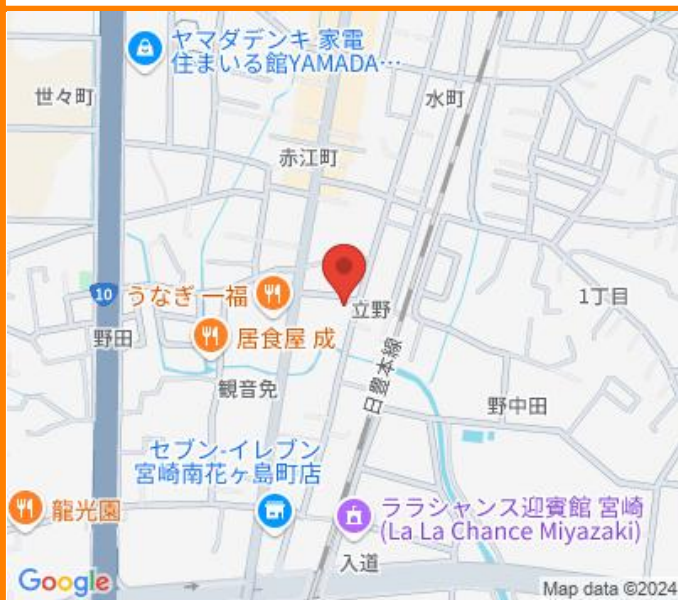 ヤマダデンキ 家電
住まいる館YAMADA…
世々町
水町
赤江町
10
うなぎ 一福
立野
1丁目
野田
居食屋 成
観音免
日豊本線
野中田
セブン-イレブン
宮崎南花ヶ島町店
龍光園
ララシャンス迎賓館 宮崎
(La La Chance Miyazaki)
入道
Google
Map data ©2024